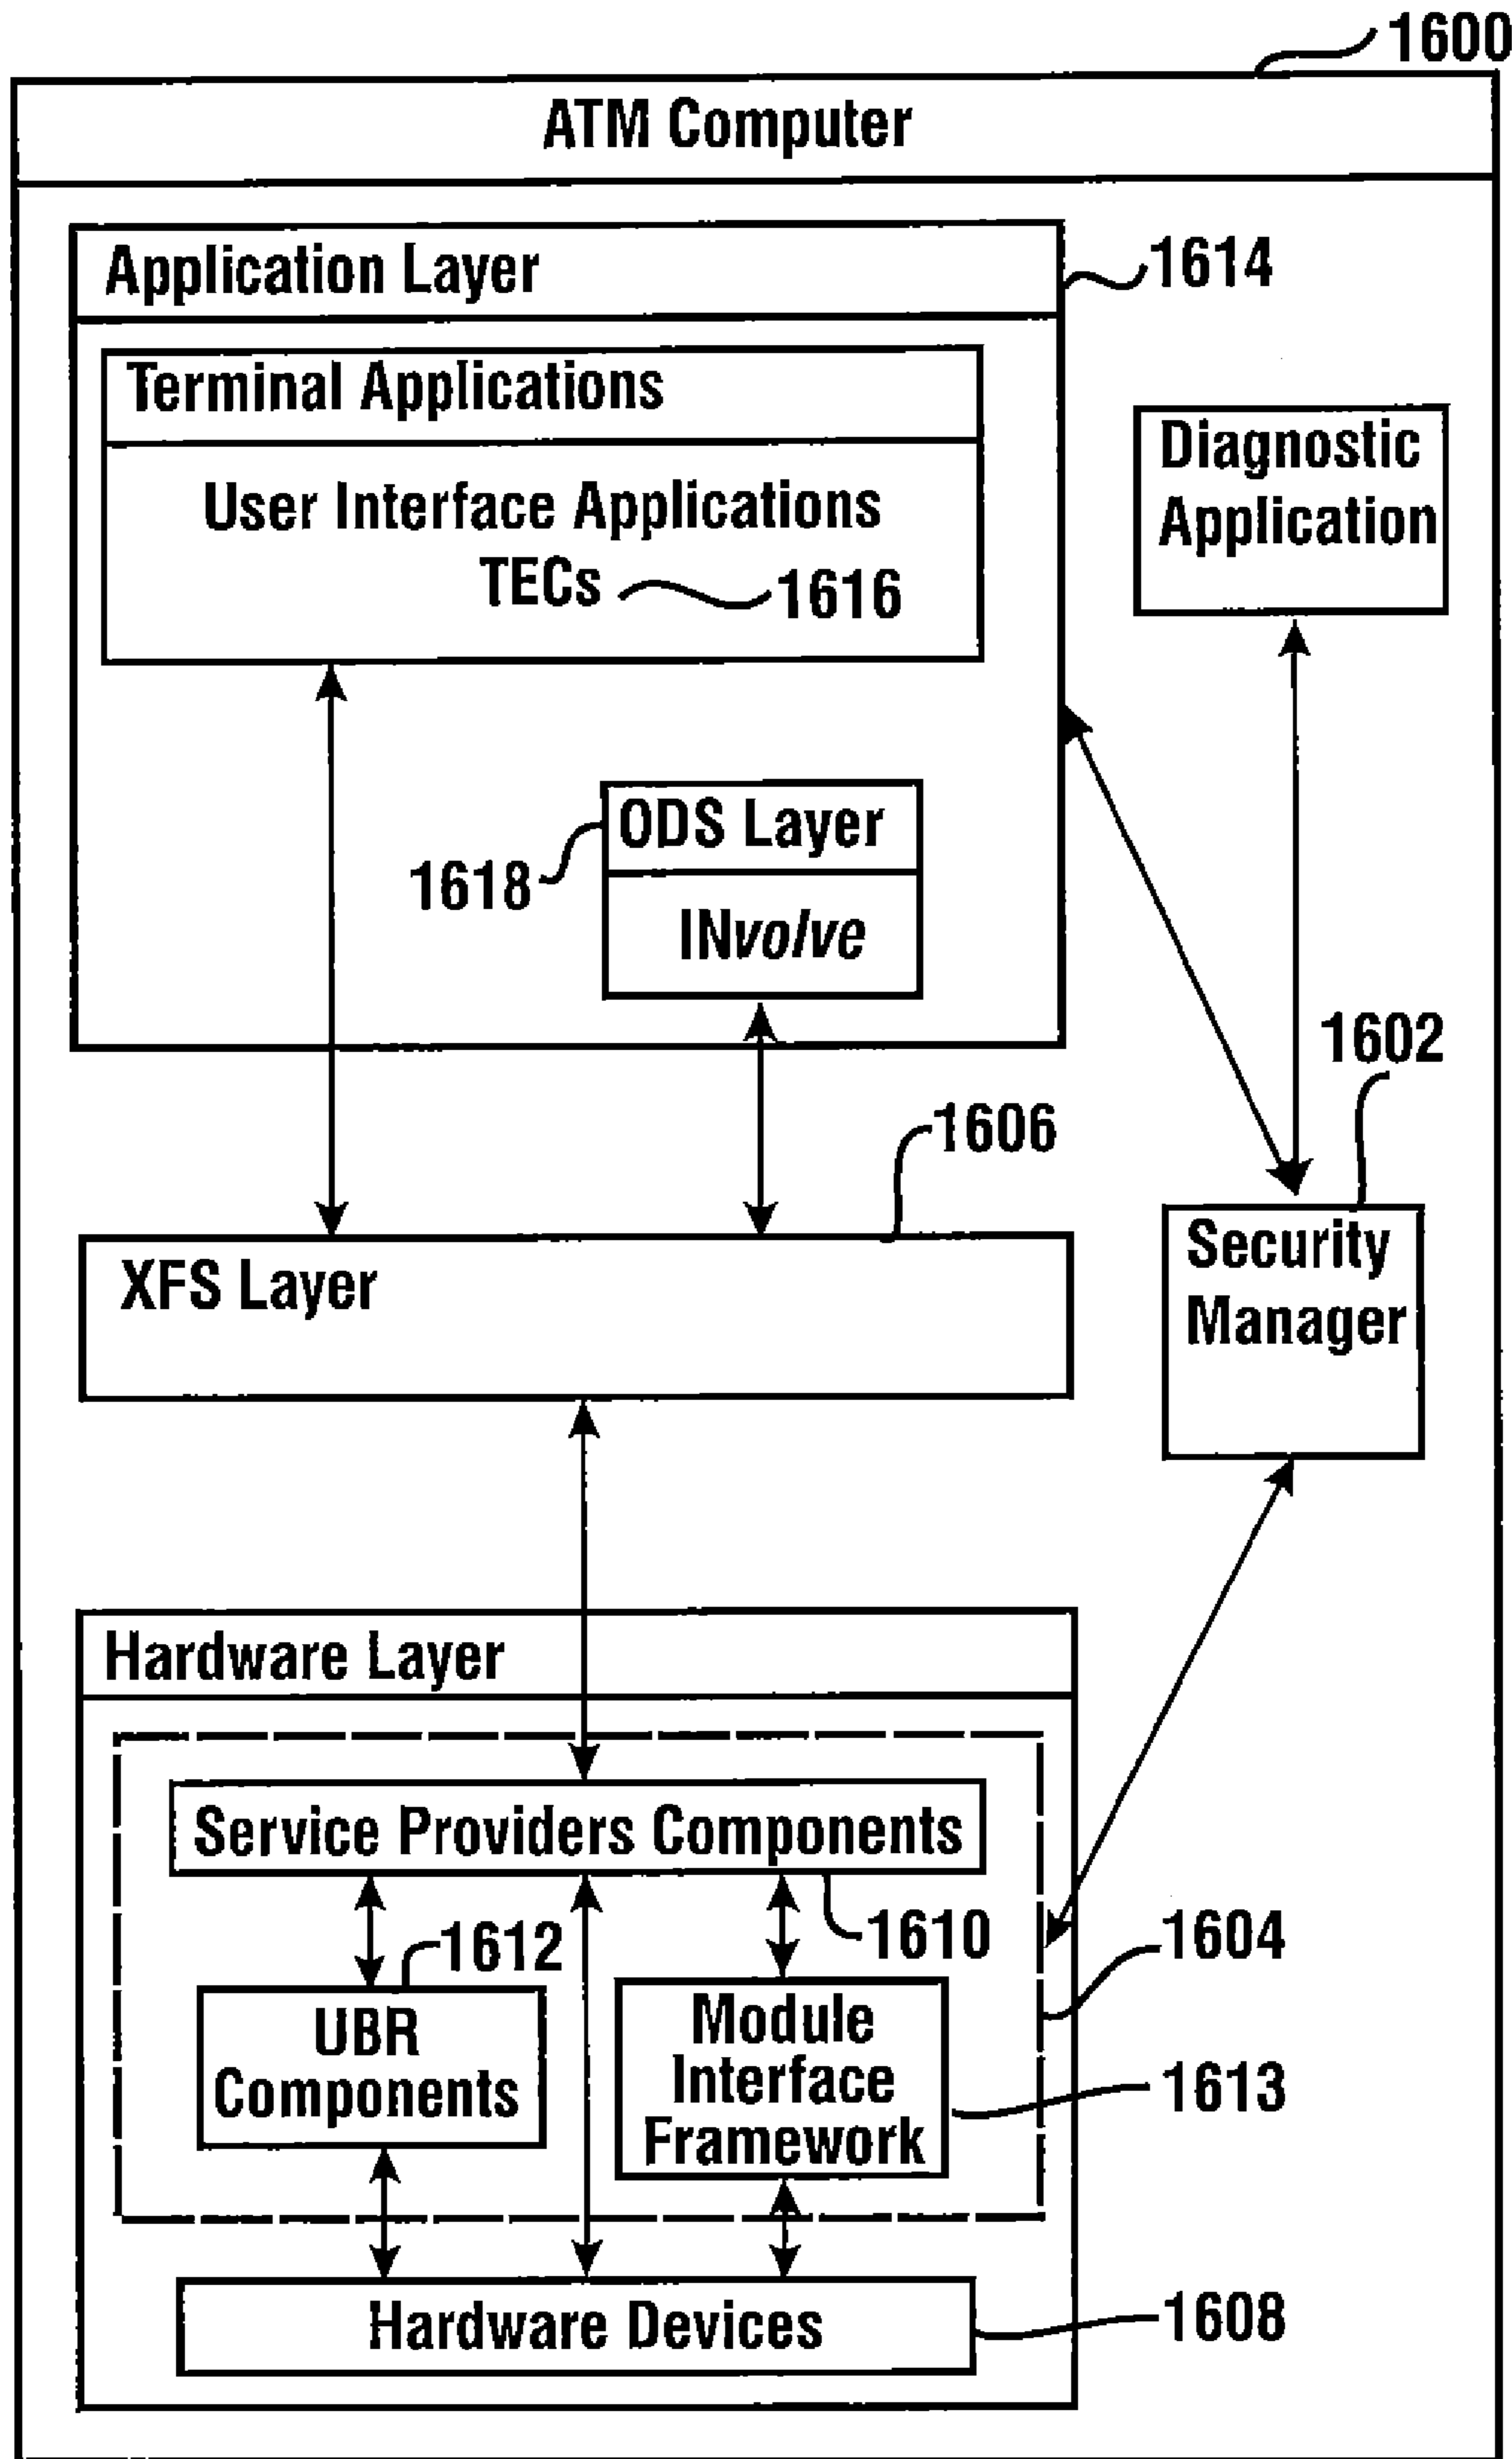 1600
ATM Computer
Application Layer
1614
Terminal Applications
User Interface Applications
TECs
1616
Diagnostic
Application
ODS Layer
1618
INvolve
1602
1606
XFS Layer
Security
Manager
Hardware Layer
Service Providers Components
1612
1610
1604
UBR
Components
Module
Interface
Framework
1613
Hardware Devices
1608